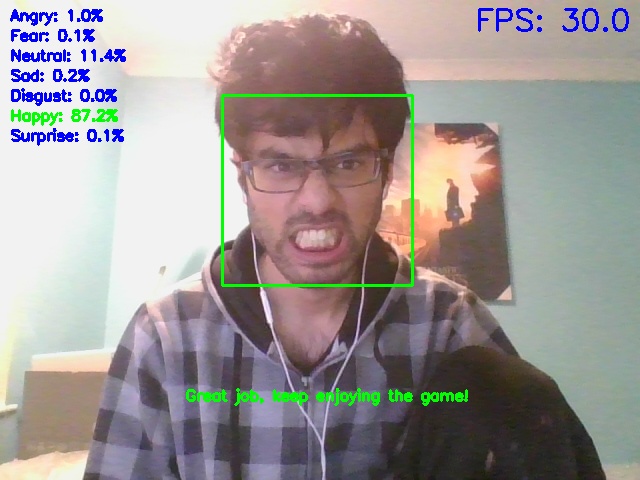 Angry: 1.0%
Fear: 0.1%
Neutral: 11.4%
Sad: 0.2%
Disgust: 0.0%
Happy: 87.2%
Surprise: 0.1%
FPS: 30.0
Great job, keep enjoying the game!